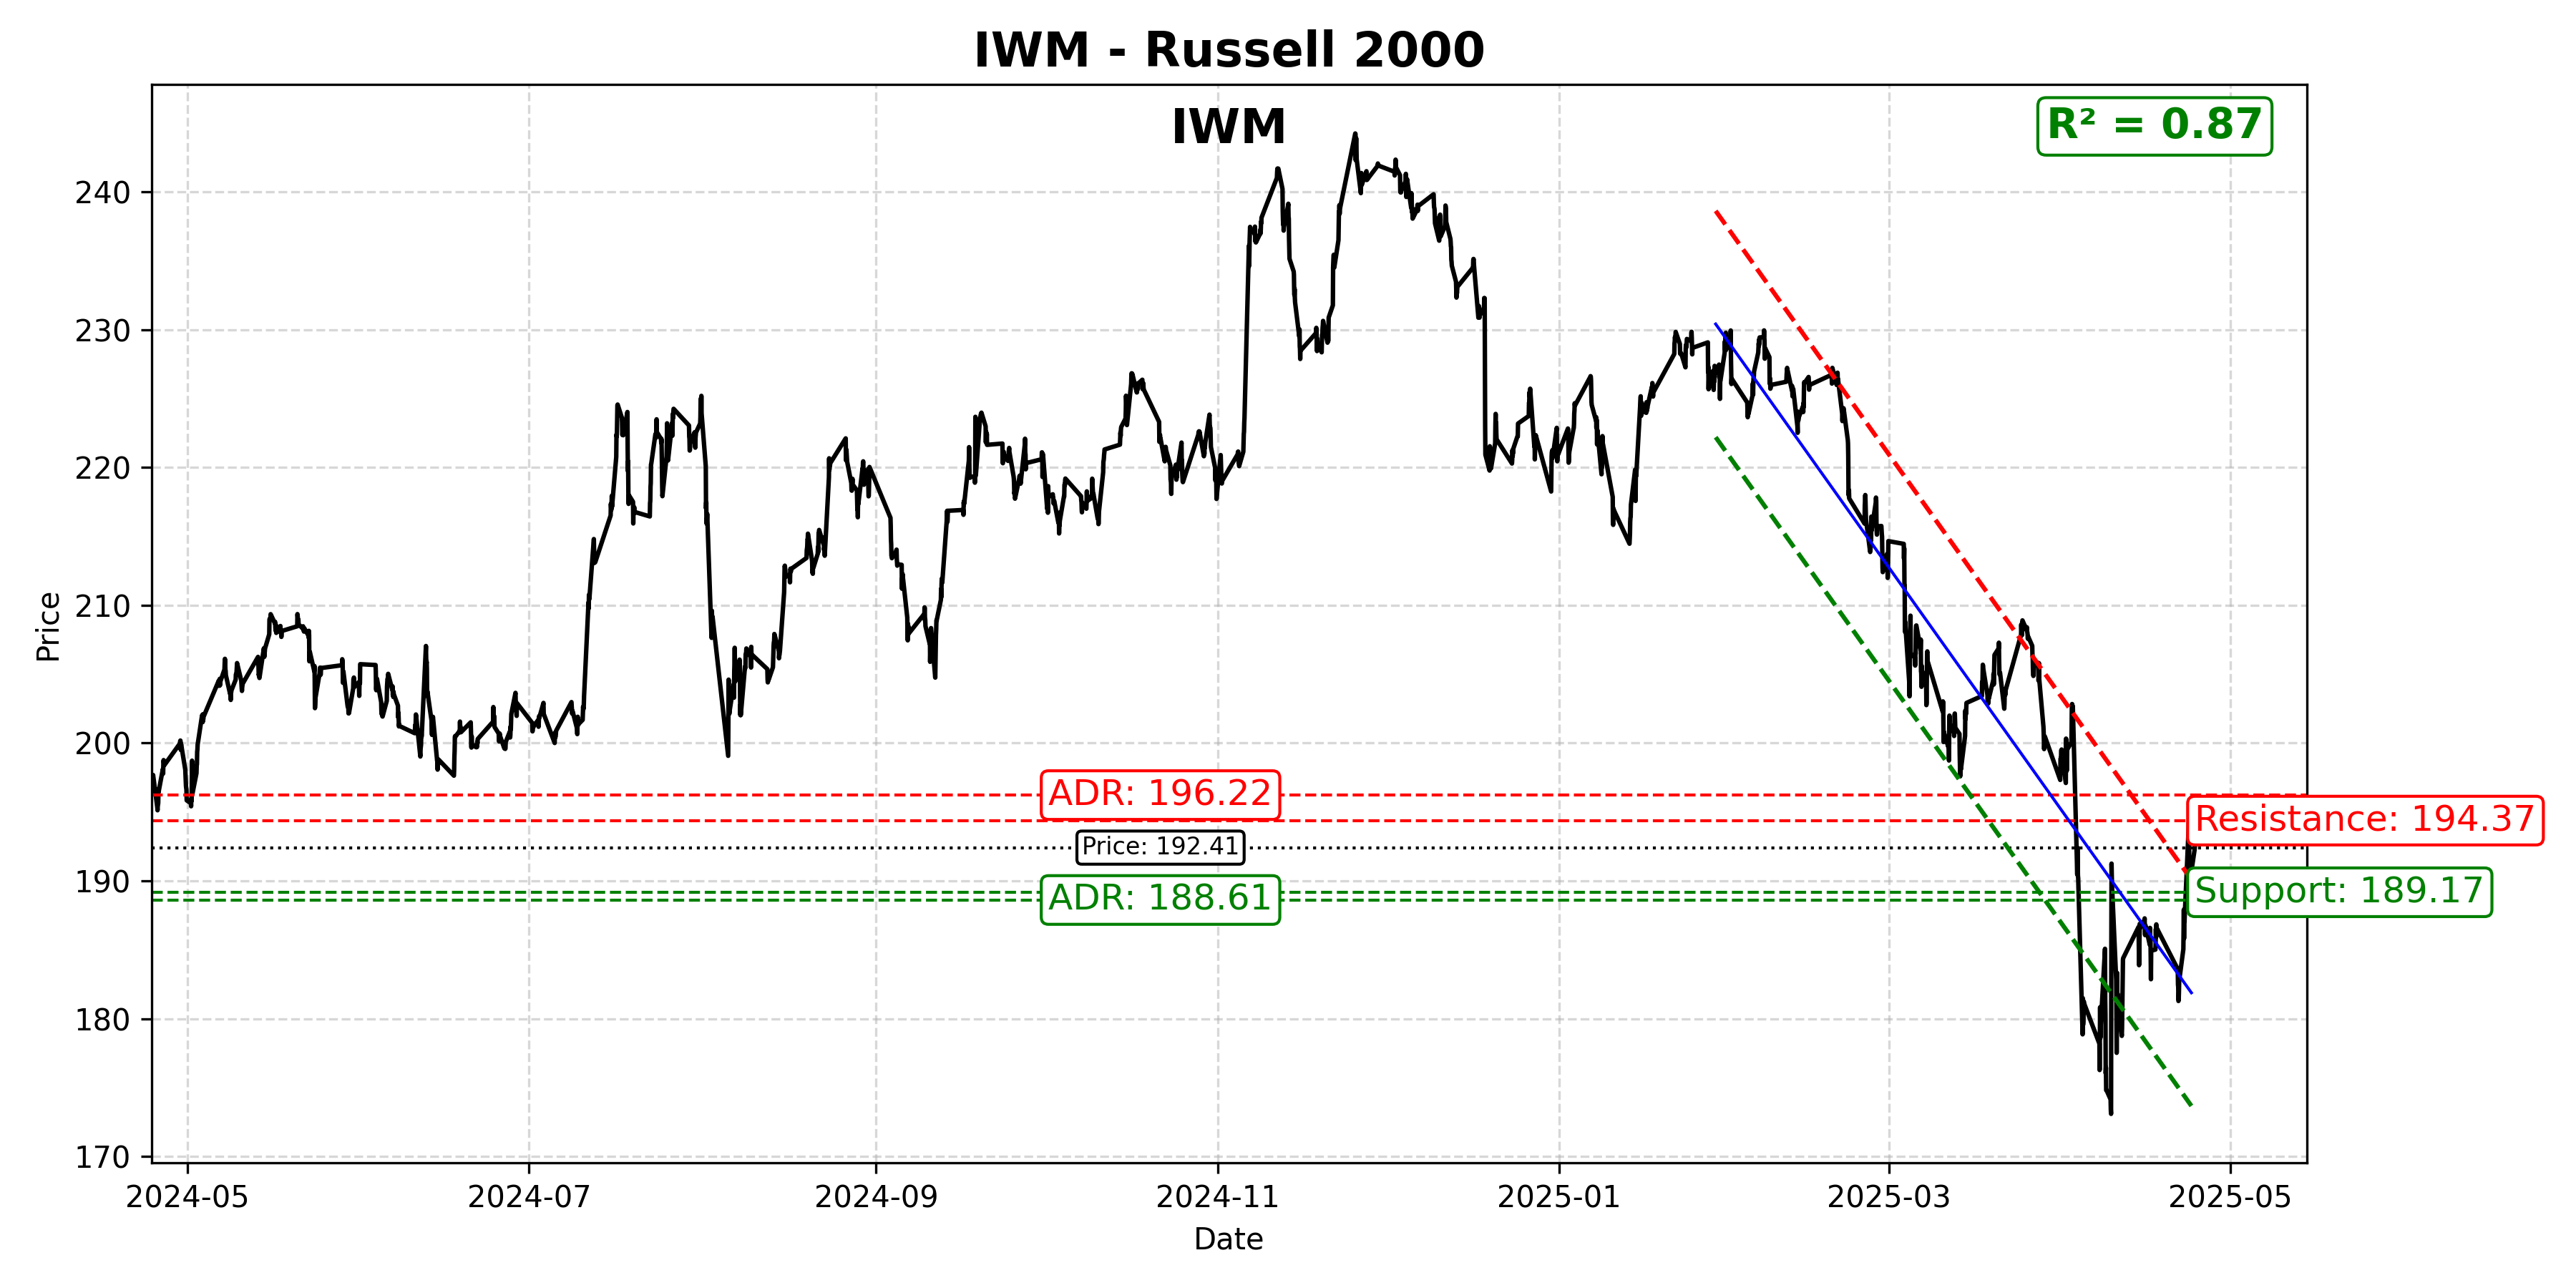 IWM - Russell 2000
IWM
R² = 0.87
Price
240
230
220
210
200
190
180
170
ADR: 196.22
Resistance: 194.37
Price: 192.41
Support: 189.17
ADR: 188.61
2024-05
2024-07
2024-09
2024-11
2025-01
2025-03
2025-05
Date